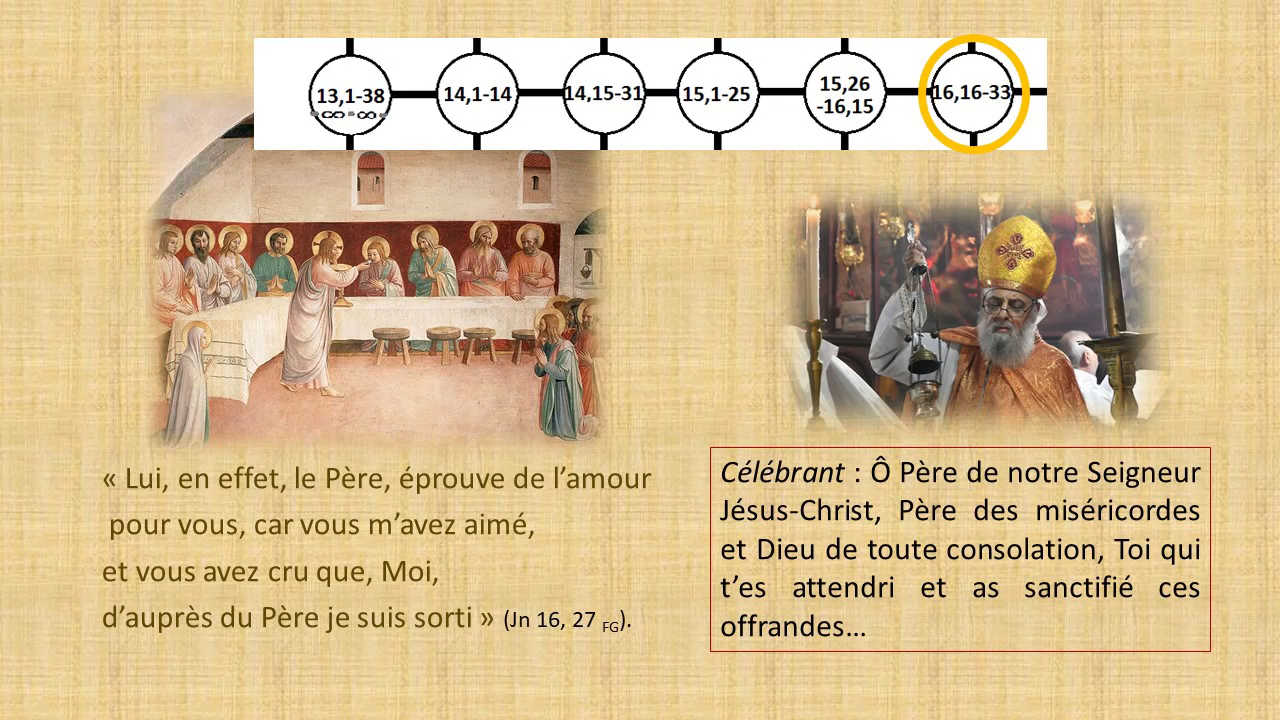 13,1-38
14,1-14
14,15-31
15,1-25
15,26
-16,15
16,16-33
∞ ∞
« Lui, en effet, le Père, éprouve de l’amour
pour vous, car vous m’avez aimé,
et vous avez cru que, Moi,
d’auprès du Père je suis sorti » (Jn 16, 27 FG).
Célébrant : Ô Père de notre Seigneur
Jésus-Christ, Père des miséricordes
et Dieu de toute consolation, Toi qui
t’es attendri et as sanctifié ces
offrandes…